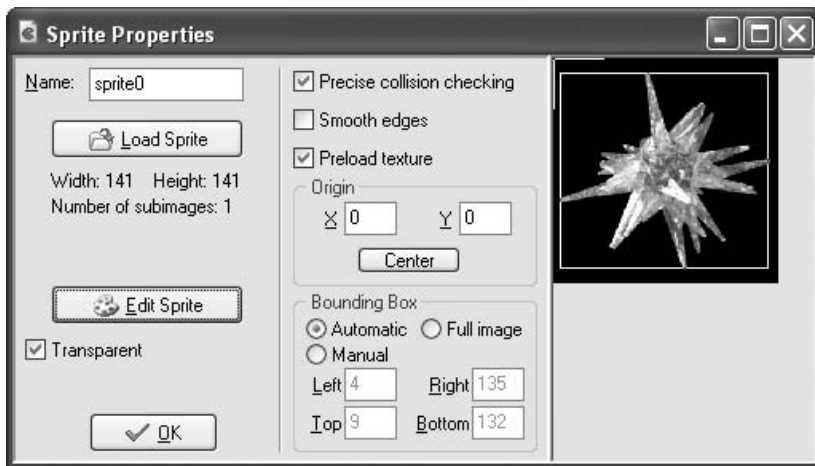 Sprite Properties
Name: sprite0
Load Sprite
Width: 141 Height: 141
Number of subimages: 1
Edit Sprite
Transparent
OK
Precise collision checking
Smooth edges
Preload texture
Origin
X 0 Y 0
Center
Bounding Box
Automatic Full image
Manual
Left 4 Right 135
Top 9 Bottom 132